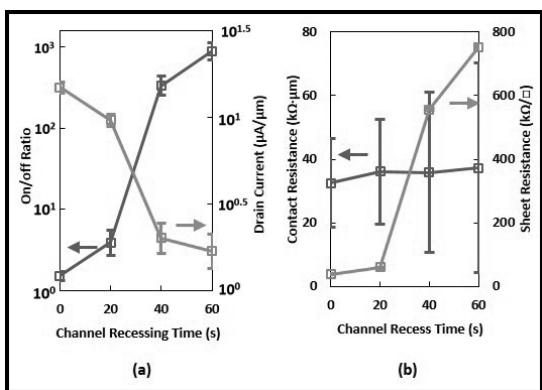 10³
10²
10¹
10⁰
On/off Ratio
10^1.5
10¹
10^0.5
10⁰
Drain Current (µA/µm)
0 20 40 60
Channel Recessing Time (s)
(a)
80
60
40
20
0
Contact Resistance (kΩ·µm)
800
600
400
200
0
Sheet Resistance (kΩ/□)
0 20 40 60
Channel Recess Time (s)
(b)